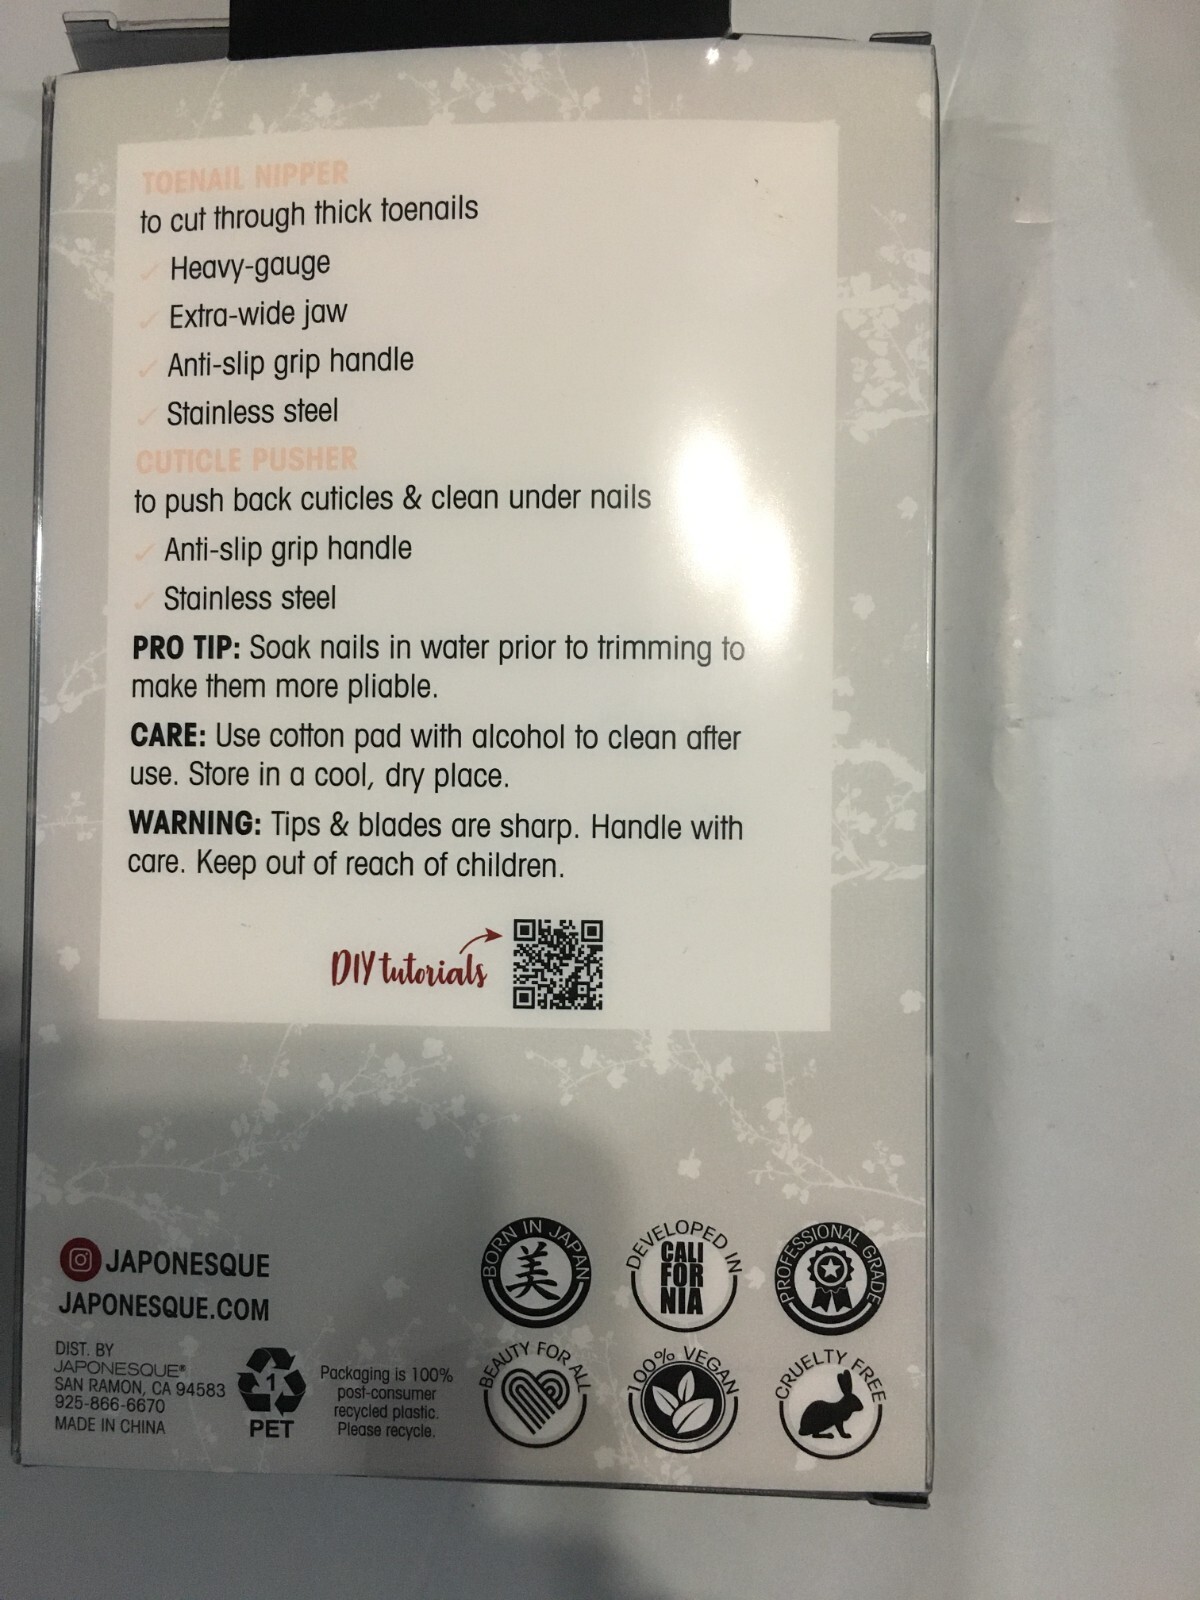 TOENAIL NIPPER
to cut through thick toenails
Heavy-gauge
Extra-wide jaw
Anti-slip grip handle
Stainless steel
CUTICLE PUSHER
to push back cuticles & clean under nails
Anti-slip grip handle
Stainless steel
PRO TIP: Soak nails in water prior to trimming to
make them more pliable.
CARE: Use cotton pad with alcohol to clean after
use. Store in a cool, dry place.
WARNING: Tips & blades are sharp. Handle with
care. Keep out of reach of children.
DIY tutorials
JAPONESQUE
JAPONESQUE.COM
DIST. BY
JAPONESQUE®
SAN RAMON, CA 94583
925-866-6670
MADE IN CHINA
1
PET
Packaging is 100%
post-consumer
recycled plastic.
Please recycle.
BORN IN JAPAN
美
DEVELOPED IN
CALI
FOR
NIA
PROFESSIONAL GRADE
BEAUTY FOR ALL
100% VEGAN
CRUELTY FREE